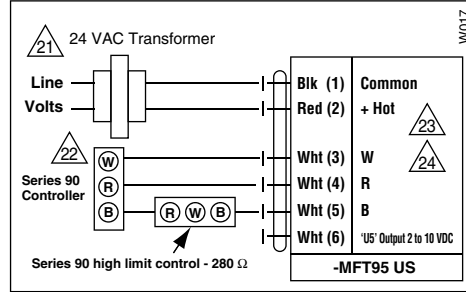 W017
21 24 VAC Transformer
Line
Volts
Blk (1) Common
Red (2) + Hot
23
22
24
Series 90
Controller
W
R
B
R W B
Wht (3) W
Wht (4) R
Wht (5) B
Wht (6) 'U5' Output 2 to 10 VDC
Series 90 high limit control - 280 Ω
-MFT95 US